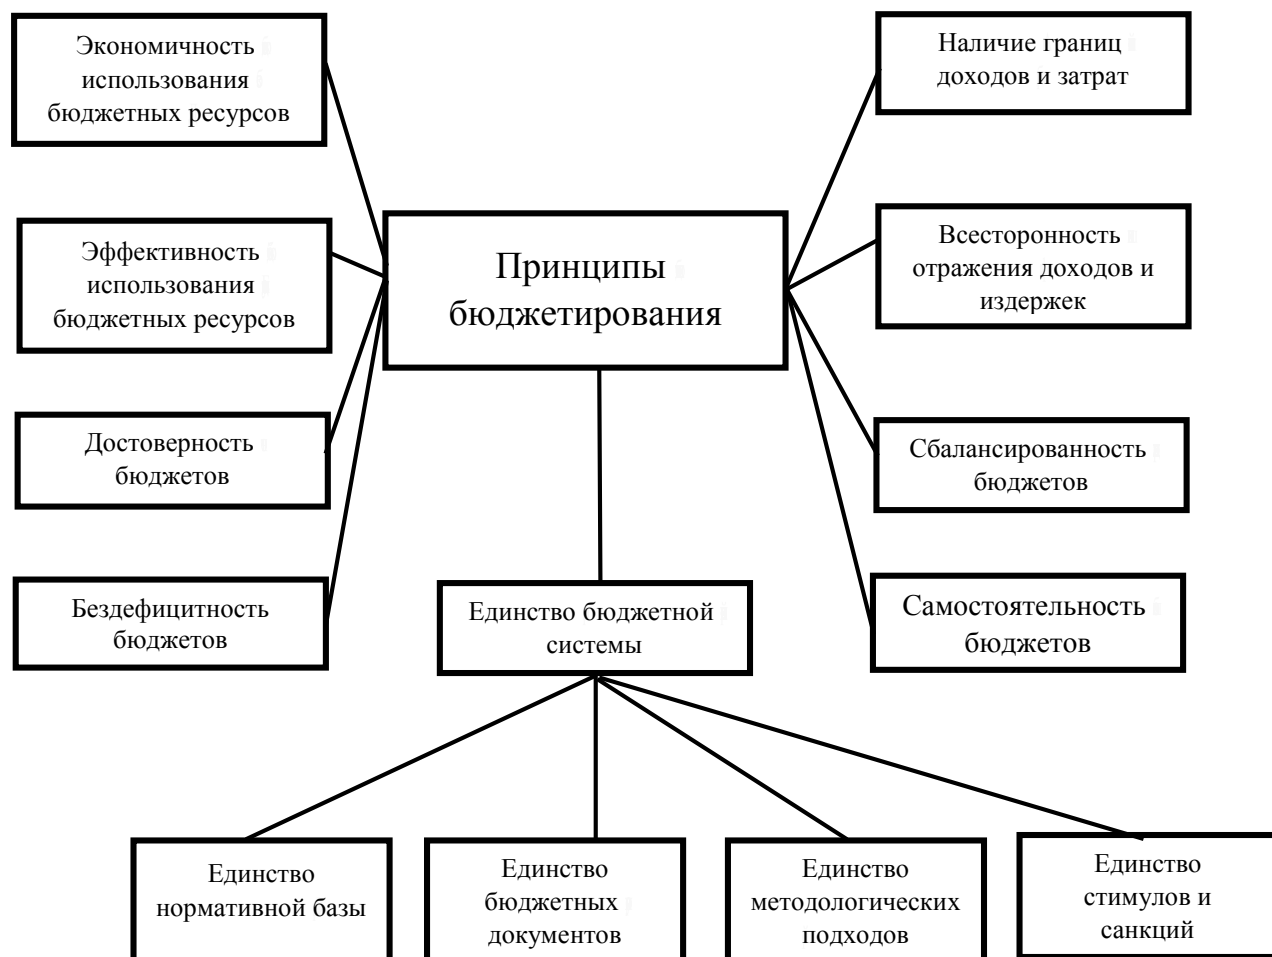 Экономичность
использования
бюджетных ресурсов
Наличие границ
доходов и затрат
Эффективность
использования
бюджетных ресурсов
Принципы
бюджетирования
Всесторонность
отражения доходов и
издержек
Достоверность
бюджетов
Сбалансированность
бюджетов
Бездефицитность
бюджетов
Единство бюджетной
системы
Самостоятельность
бюджетов
Единство
нормативной базы
Единство
бюджетных
документов
Единство
методологических
подходов
Единство
стимулов и
санкций